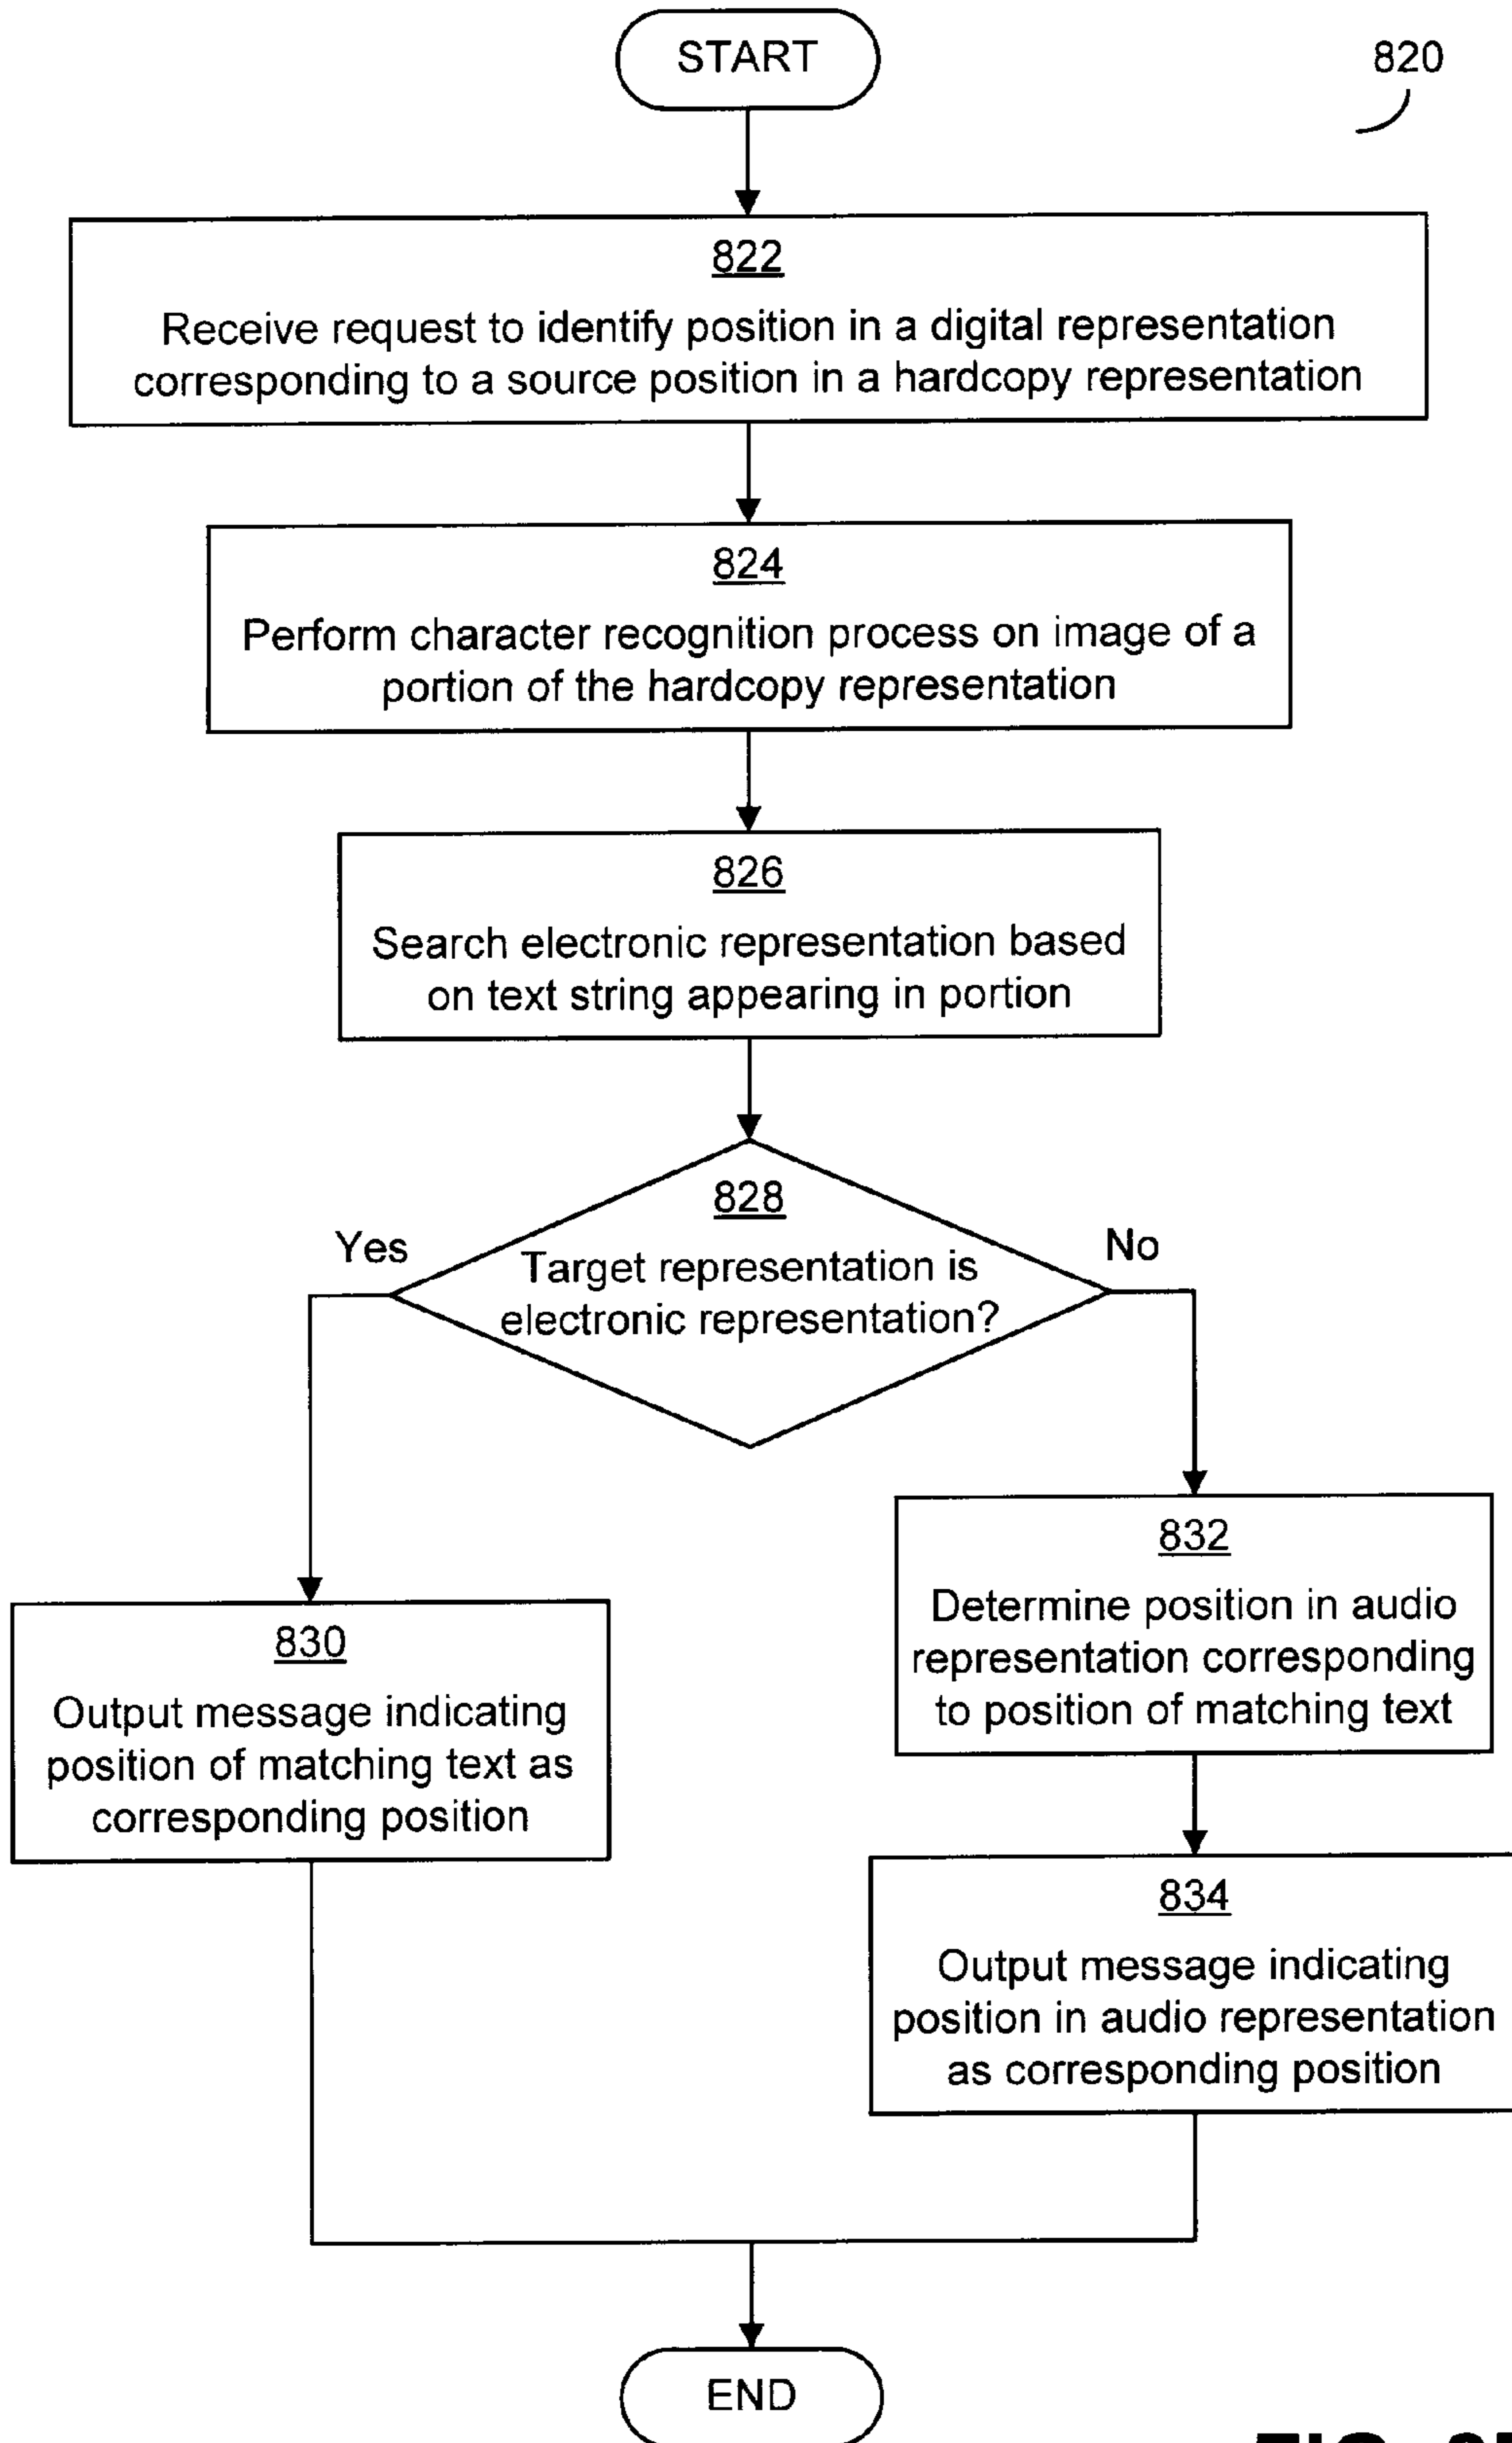 START
820
822
Receive request to identify position in a digital representation
corresponding to a source position in a hardcopy representation
824
Perform character recognition process on image of a
portion of the hardcopy representation
826
Search electronic representation based
on text string appearing in portion
828
Target representation is
electronic representation?
Yes
No
830
Output message indicating
position of matching text as
corresponding position
832
Determine position in audio
representation corresponding
to position of matching text
834
Output message indicating
position in audio representation
as corresponding position
END